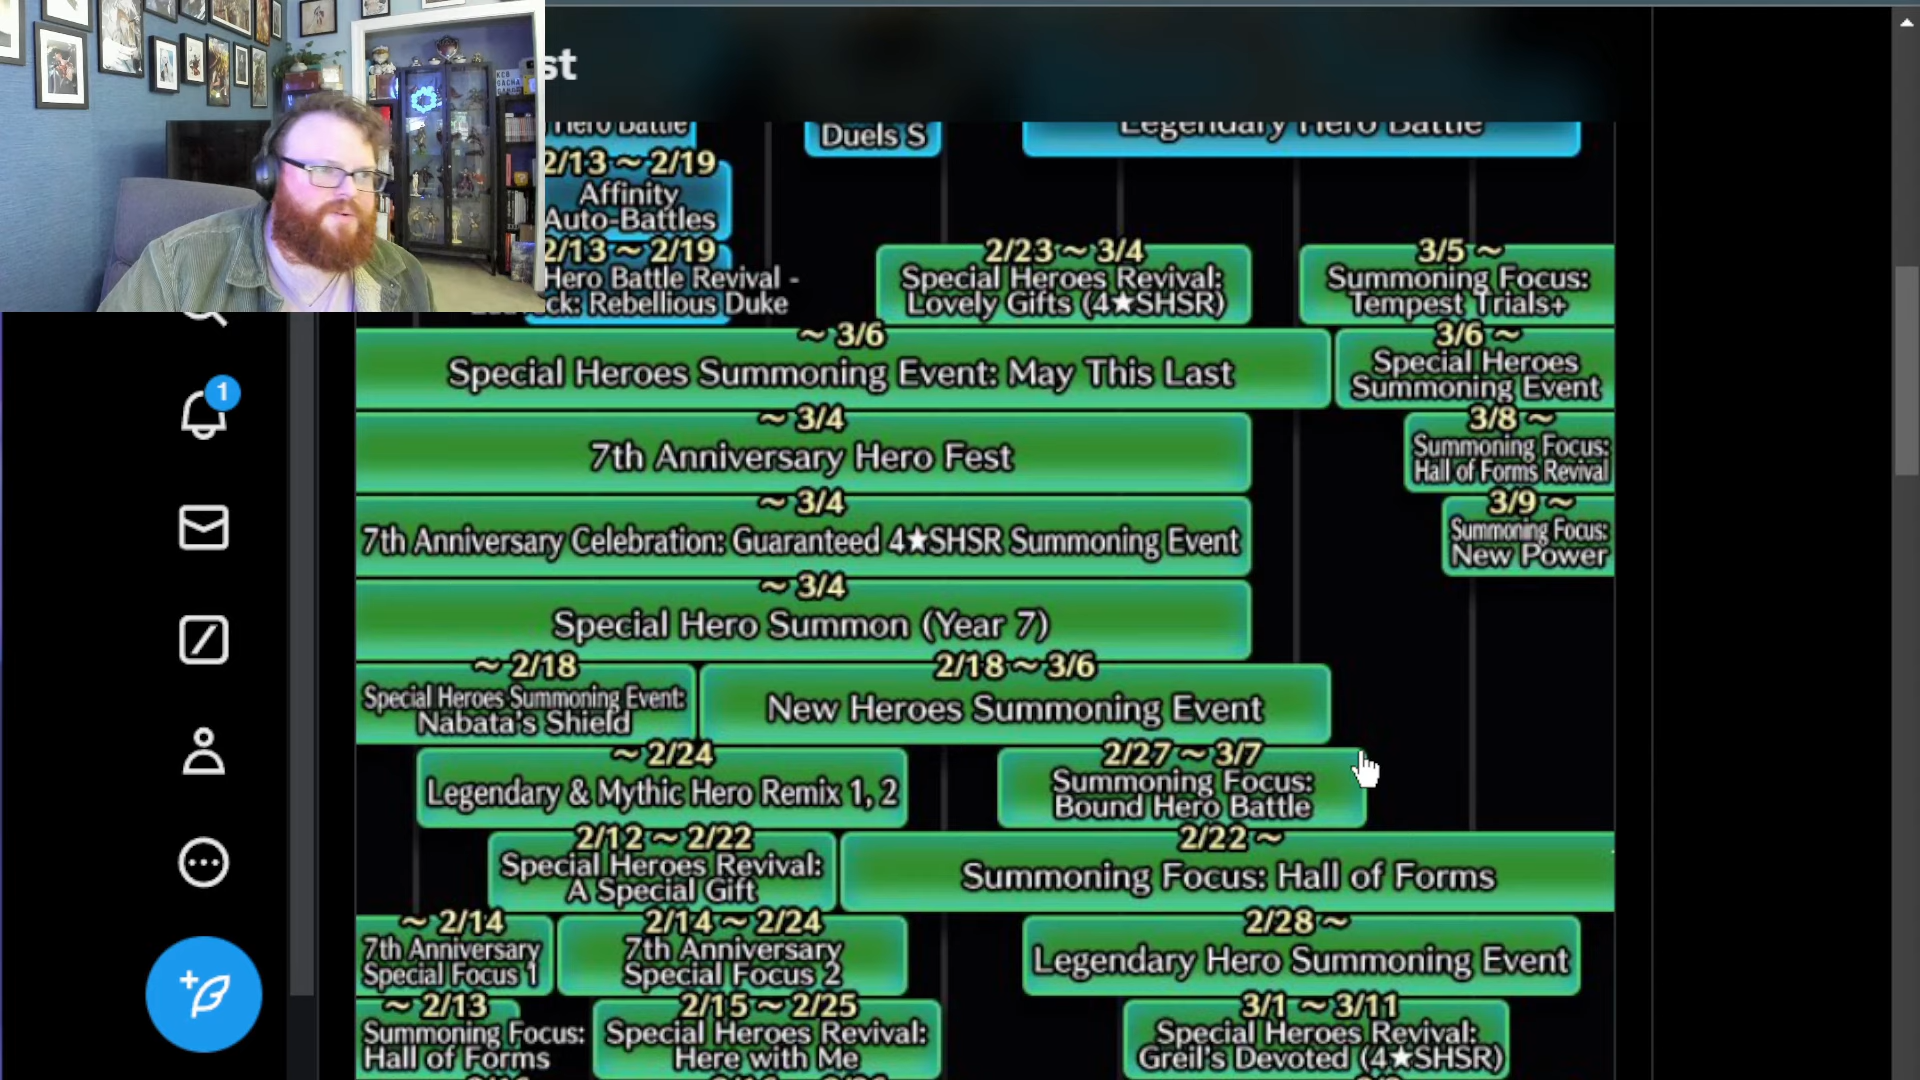 st
Hero Battle
Duels S
Legendary Hero Battle
2/13 ~ 2/19
Affinity
Auto-Battles
2/13 ~ 2/19
Hero Battle Revival -
ck: Rebellious Duke
2/23 ~ 3/4
Special Heroes Revival:
Lovely Gifts (4★SHSR)
3/5 ~
Summoning Focus:
Tempest Trials+
~ 3/6
Special Heroes Summoning Event: May This Last
3/6 ~
Special Heroes
Summoning Event
~ 3/4
7th Anniversary Hero Fest
3/8 ~
Summoning Focus:
Hall of Forms Revival
~ 3/4
7th Anniversary Celebration: Guaranteed 4★SHSR Summoning Event
3/9 ~
Summoning Focus:
New Power
~ 3/4
Special Hero Summon (Year 7)
~ 2/18
Special Heroes Summoning Event:
Nabata's Shield
2/18 ~ 3/6
New Heroes Summoning Event
~ 2/24
Legendary & Mythic Hero Remix 1, 2
2/27 ~ 3/7
Summoning Focus:
Bound Hero Battle
2/12 ~ 2/22
Special Heroes Revival:
A Special Gift
2/22 ~
Summoning Focus: Hall of Forms
~ 2/14
7th Anniversary
Special Focus 1
2/14 ~ 2/24
7th Anniversary
Special Focus 2
2/28 ~
Legendary Hero Summoning Event
~ 2/13
Summoning Focus:
Hall of Forms
2/15 ~ 2/25
Special Heroes Revival:
Here with Me
3/1 ~ 3/11
Special Heroes Revival:
Greil's Devoted (4★SHSR)
1